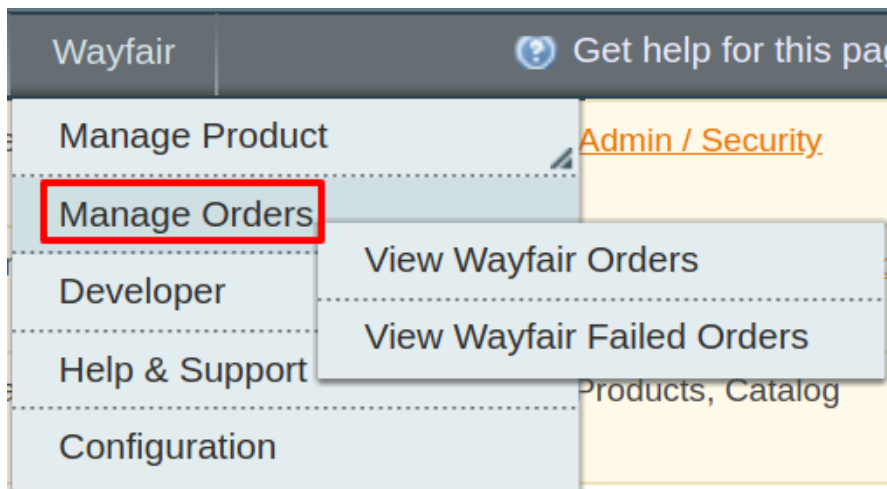 Wayfair
Get help for this pa
Manage Product
Admin / Security
Manage Orders
View Wayfair Orders
Developer
View Wayfair Failed Orders
Help & Support
Products, Catalog
Configuration